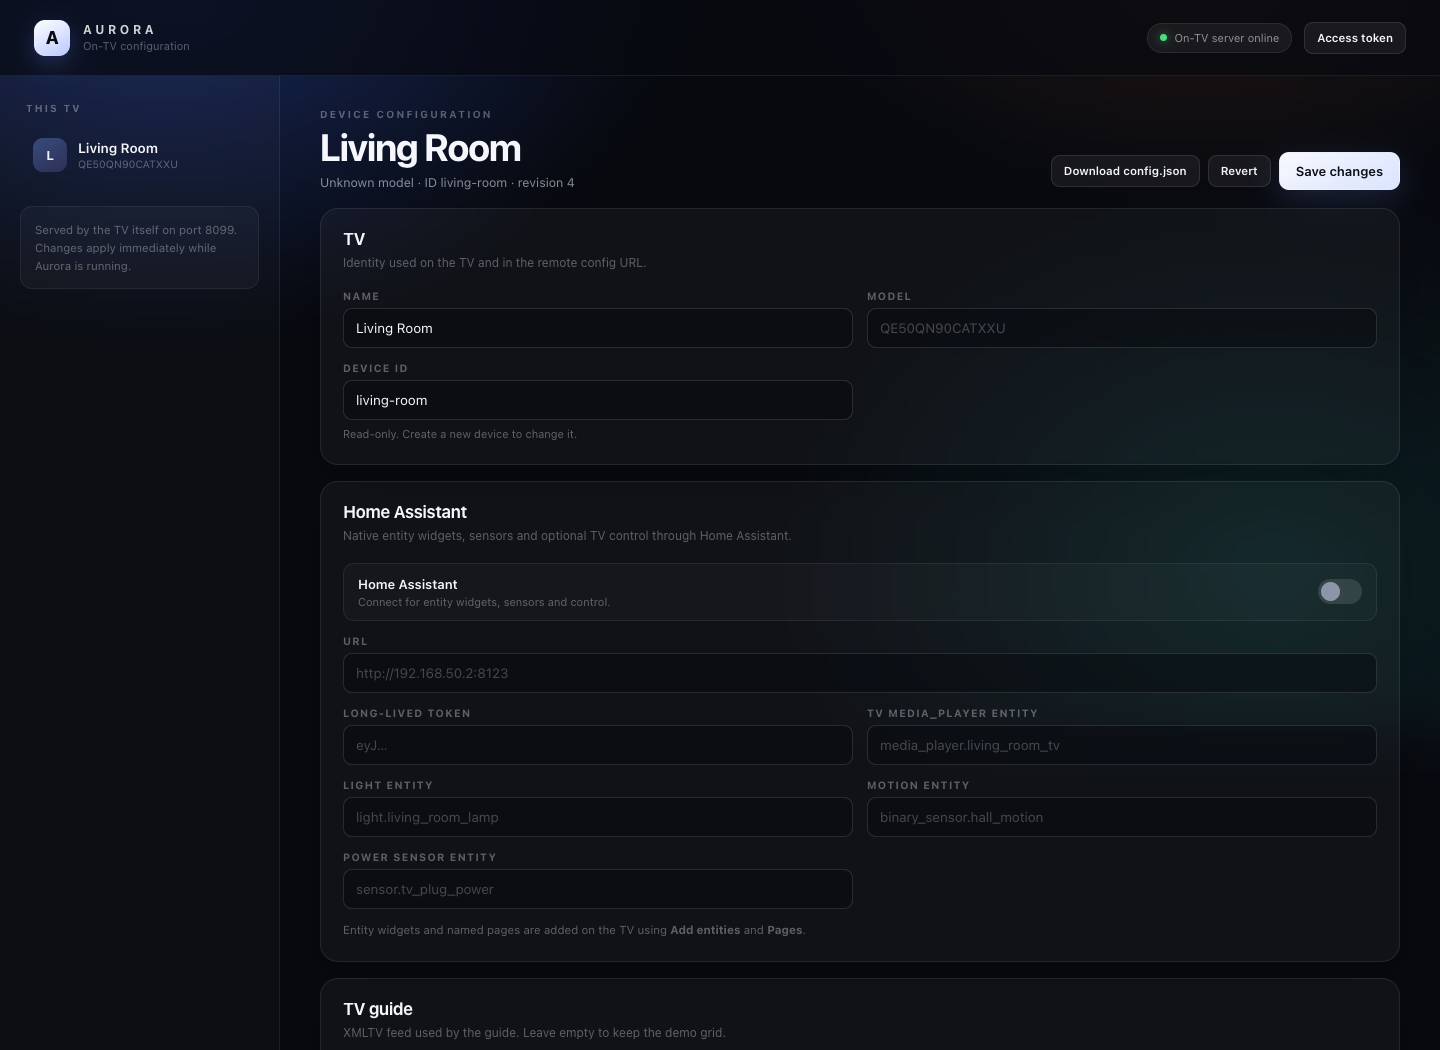 A
AURORA
On-TV configuration
On-TV server online
Access token
THIS TV
L
Living Room
QE50QN90CATXXU
Served by the TV itself on port 8099.
Changes apply immediately while
Aurora is running.
DEVICE CONFIGURATION
Living Room
Unknown model · ID living-room · revision 4
Download config.json
Revert
Save changes
TV
Identity used on the TV and in the remote config URL.
NAME
MODEL
Living Room
QE50QN90CATXXU
DEVICE ID
living-room
Read-only. Create a new device to change it.
Home Assistant
Native entity widgets, sensors and optional TV control through Home Assistant.
Home Assistant
Connect for entity widgets, sensors and control.
URL
http://192.168.50.2:8123
LONG-LIVED TOKEN
TV MEDIA_PLAYER ENTITY
eyJ...
media_player.living_room_tv
LIGHT ENTITY
MOTION ENTITY
light.living_room_lamp
binary_sensor.hall_motion
POWER SENSOR ENTITY
sensor.tv_plug_power
Entity widgets and named pages are added on the TV using Add entities and Pages.
TV guide
XMLTV feed used by the guide. Leave empty to keep the demo grid.